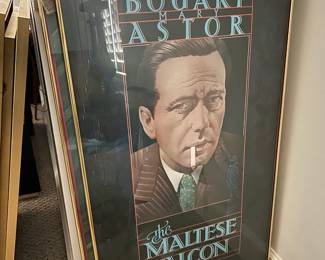 BOGART
MARY
ASTOR
The
MALTESE
FALCON